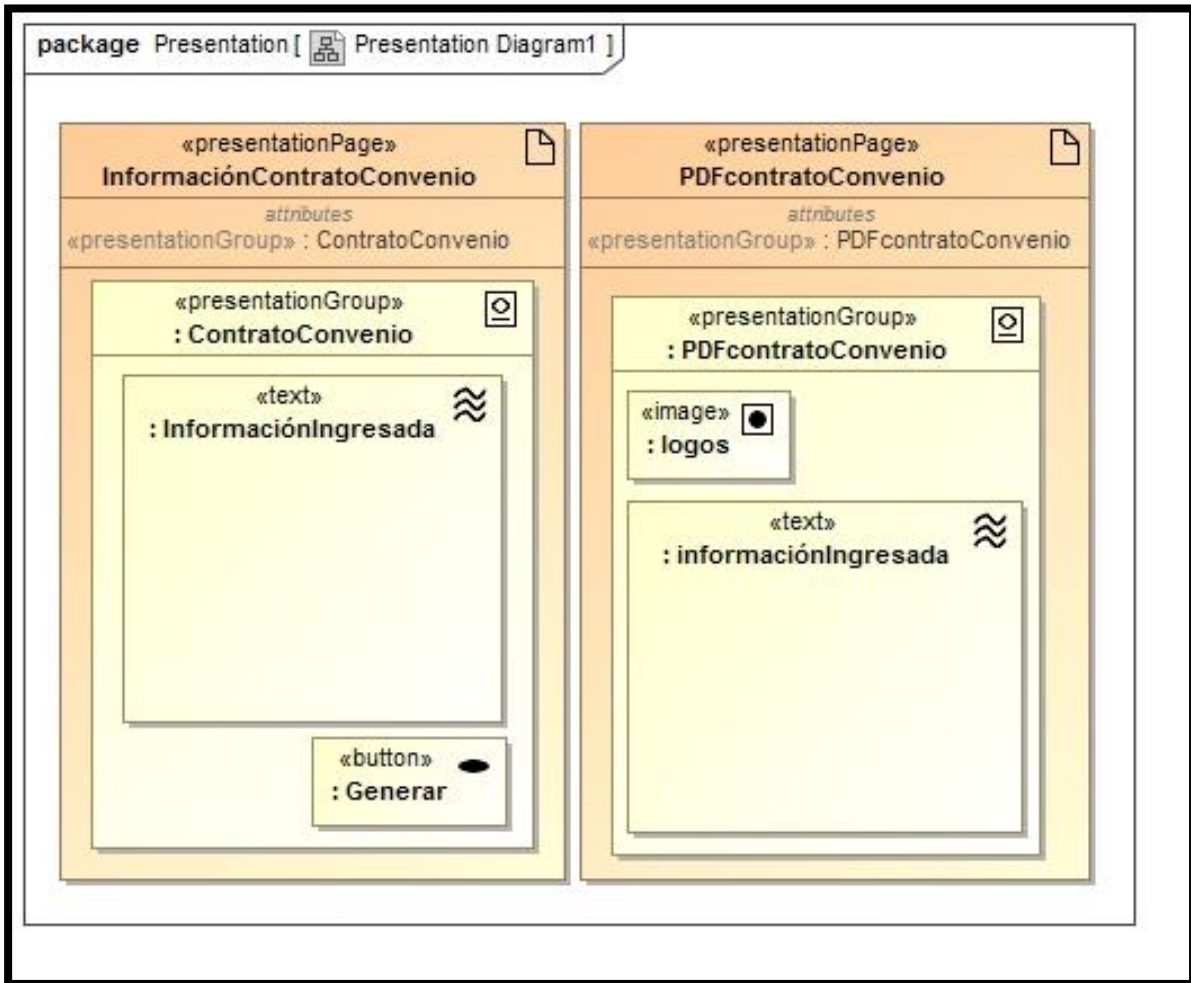 package Presentation [ Presentation Diagram1 ]
«presentationPage»
InformaciónContratoConvenio
attributes
«presentationGroup» : ContratoConvenio
«presentationGroup»
: ContratoConvenio
«text»
: InformaciónIngresada
«button»
: Generar
«presentationPage»
PDFcontratoConvenio
attributes
«presentationGroup» : PDFcontratoConvenio
«presentationGroup»
: PDFcontratoConvenio
«image»
: logos
«text»
: informaciónIngresada